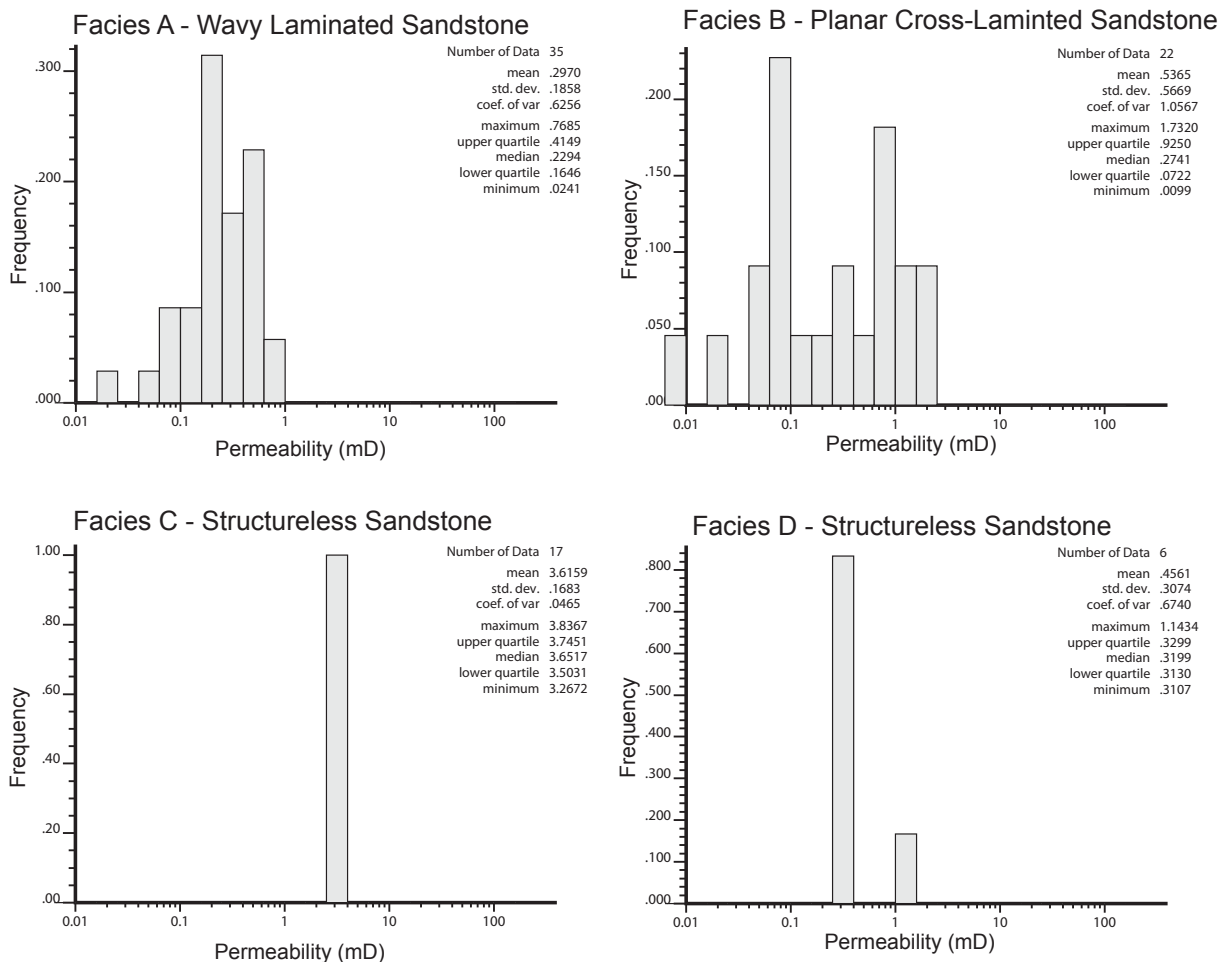 Facies A - Wavy Laminated Sandstone
Number of Data 35
mean .2970
std. dev. .1858
coef. of var .6256
maximum .7685
upper quartile .4149
median .2294
lower quartile .1646
minimum .0241
Frequency
.300
.200
.100
.000
0.01 0.1 1 10 100
Permeability (mD)
Facies B - Planar Cross-Laminted Sandstone
Number of Data 22
mean .5365
std. dev. .5669
coef. of var 1.0567
maximum 1.7320
upper quartile .9250
median .2741
lower quartile .0722
minimum .0099
Frequency
.200
.150
.100
.050
.00
0.01 0.1 1 10 100
Permeability (mD)
Facies C - Structureless Sandstone
Number of Data 17
mean 3.6159
std. dev. .1683
coef. of var .0465
maximum 3.8367
upper quartile 3.7451
median 3.6517
lower quartile 3.5031
minimum 3.2672
Frequency
1.00
.80
.60
.40
.20
.00
0.01 0.1 1 10 100
Permeability (mD)
Facies D - Structureless Sandstone
Number of Data 6
mean .4561
std. dev. .3074
coef. of var .6740
maximum 1.1434
upper quartile .3299
median .3199
lower quartile .3130
minimum .3107
Frequency
.800
.700
.600
.500
.400
.300
.200
.100
.000
0.01 0.1 1 10 100
Permeability (mD)